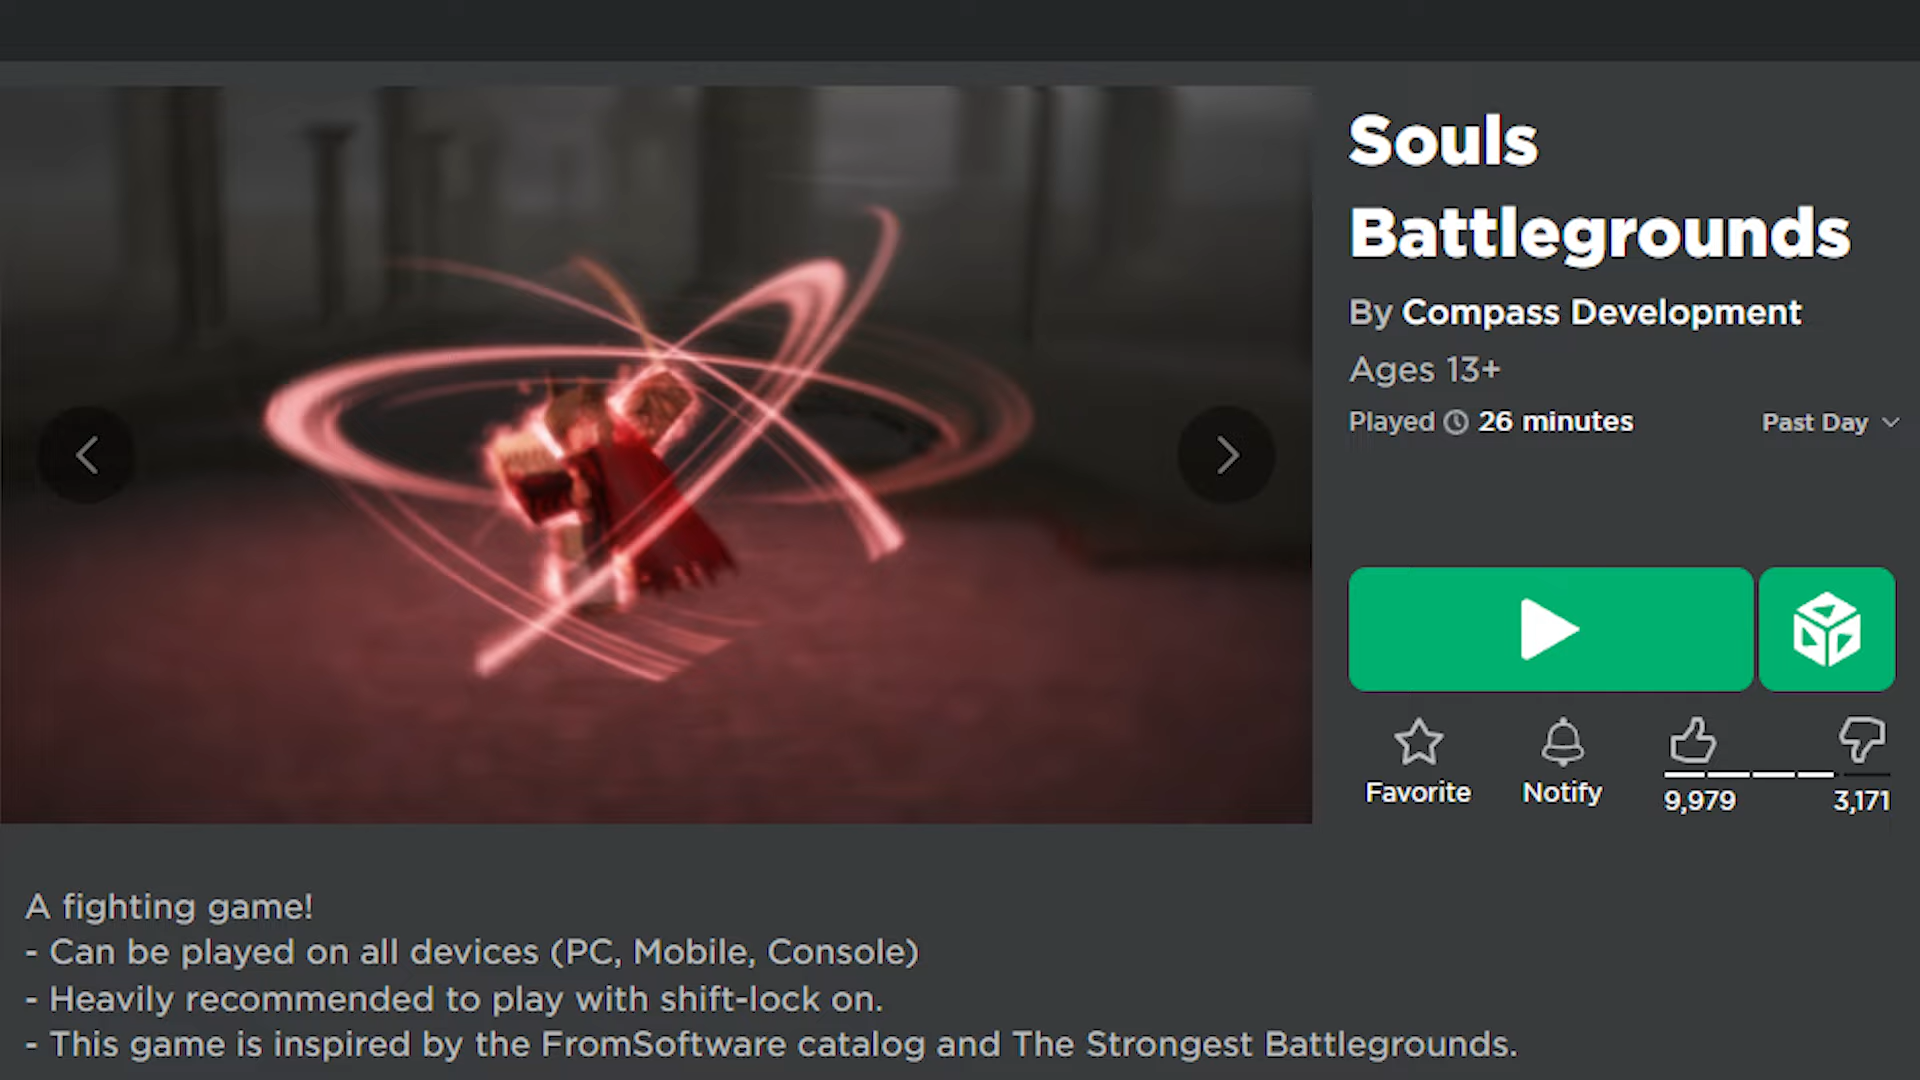 Souls
Battlegrounds
By Compass Development
Ages 13+
Played 26 minutes Past Day
Favorite Notify 9,979 3,171
A fighting game!
- Can be played on all devices (PC, Mobile, Console)
- Heavily recommended to play with shift-lock on.
- This game is inspired by the FromSoftware catalog and The Strongest Battlegrounds.